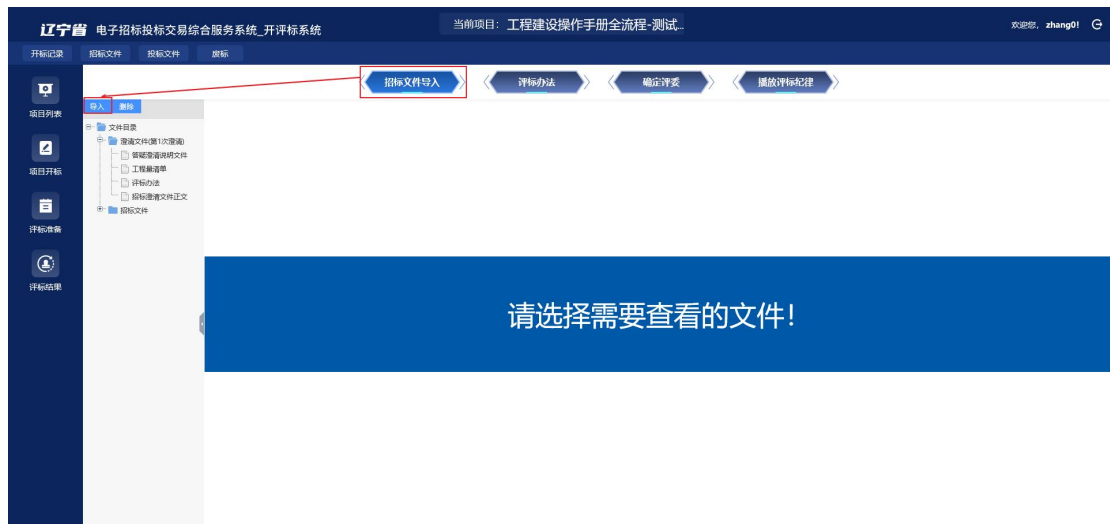 辽宁省 电子招标投标交易综合服务系统_开评标系统
当前项目：工程建设操作手册全流程-测试...
欢迎您，zhang0!
开标记录 招标文件 投标文件 废标
招标文件导入 评标办法 确定评委 播放评标纪律
项目列表
项目开标
评标准备
评标结果
导入 删除
文件目录
澄清文件(第1次澄清)
答疑澄清说明文件
工程量清单
评标办法
招标澄清文件正文
招标文件
请选择需要查看的文件！